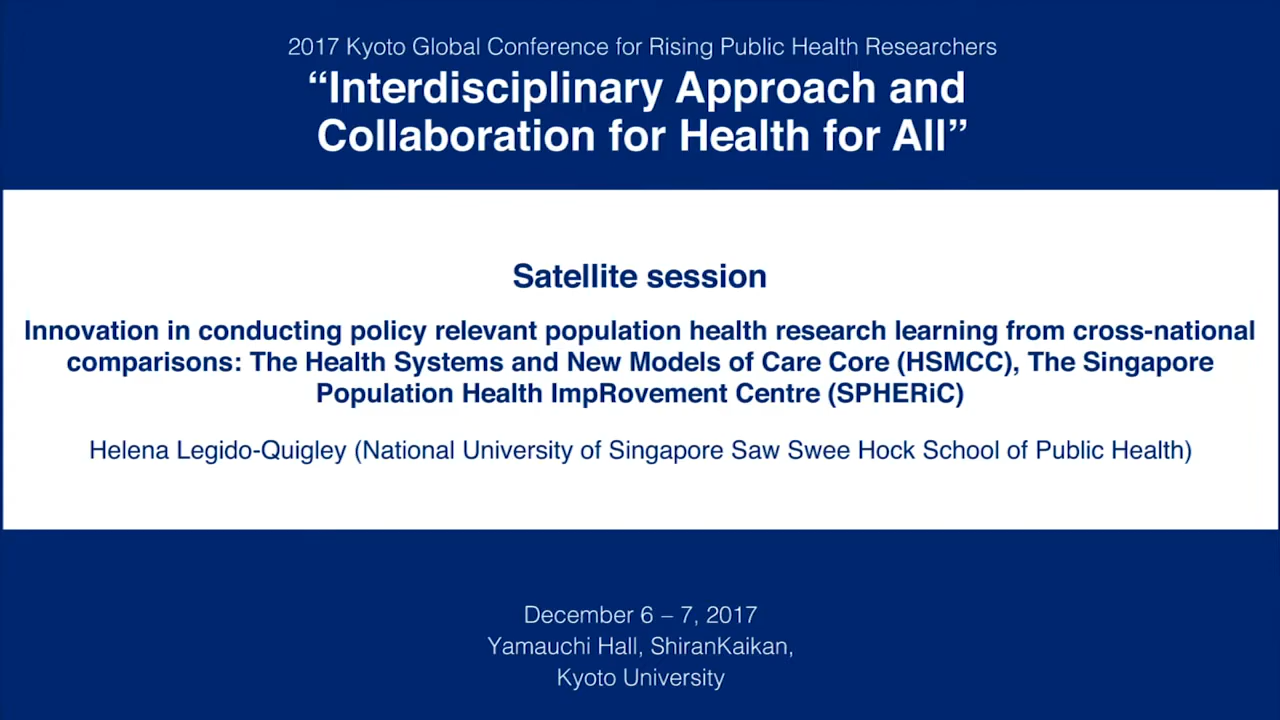 2017 Kyoto Global Conference for Rising Public Health Researchers
“Interdisciplinary Approach and
Collaboration for Health for All”
Satellite session
Innovation in conducting policy relevant population health research learning from cross-national
comparisons: The Health Systems and New Models of Care Core (HSMCC), The Singapore
Population Health ImpRovement Centre (SPHERiC)
Helena Legido-Quigley (National University of Singapore Saw Swee Hock School of Public Health)
December 6 – 7, 2017
Yamauchi Hall, ShiranKaikan,
Kyoto University